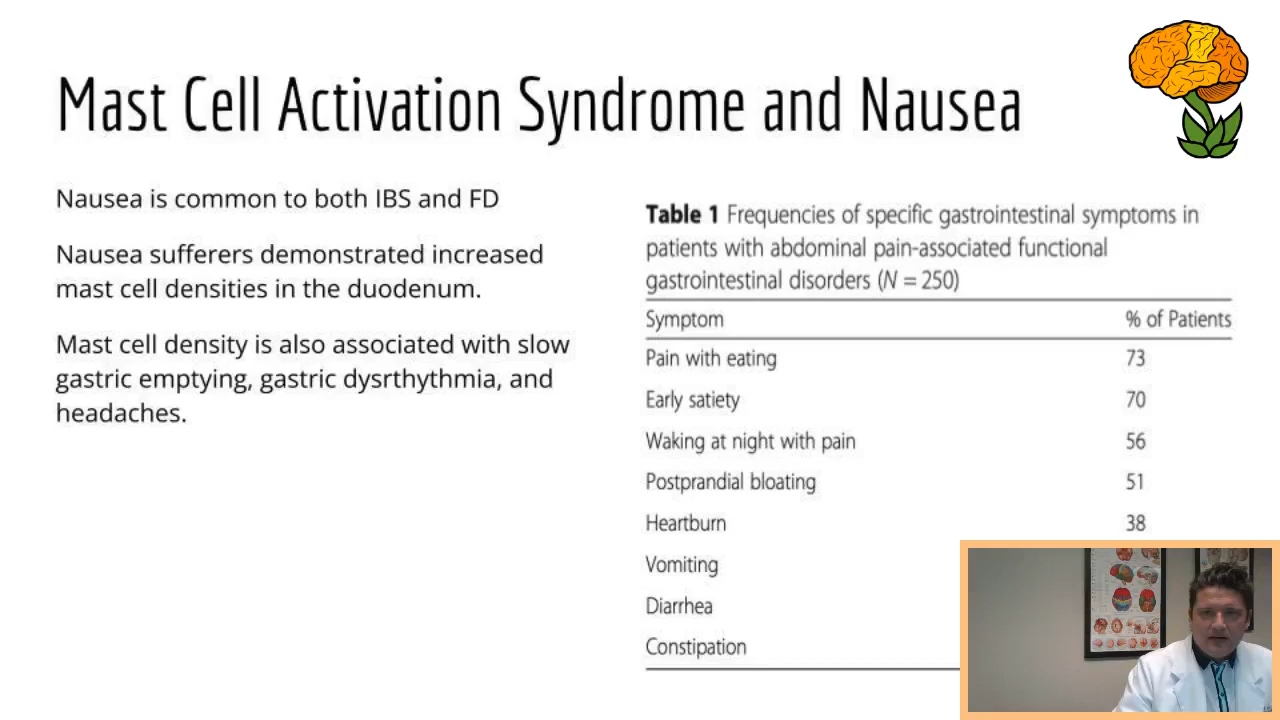 Mast Cell Activation Syndrome and Nausea
Nausea is common to both IBS and FD
Nausea sufferers demonstrated increased
mast cell densities in the duodenum.
Mast cell density is also associated with slow
gastric emptying, gastric dysrthythmia, and
headaches.
Table 1 Frequencies of specific gastrointestinal symptoms in
patients with abdominal pain-associated functional
gastrointestinal disorders (N = 250)
Symptom % of Patients
Pain with eating 73
Early satiety 70
Waking at night with pain 56
Postprandial bloating 51
Heartburn 38
Vomiting
Diarrhea
Constipation